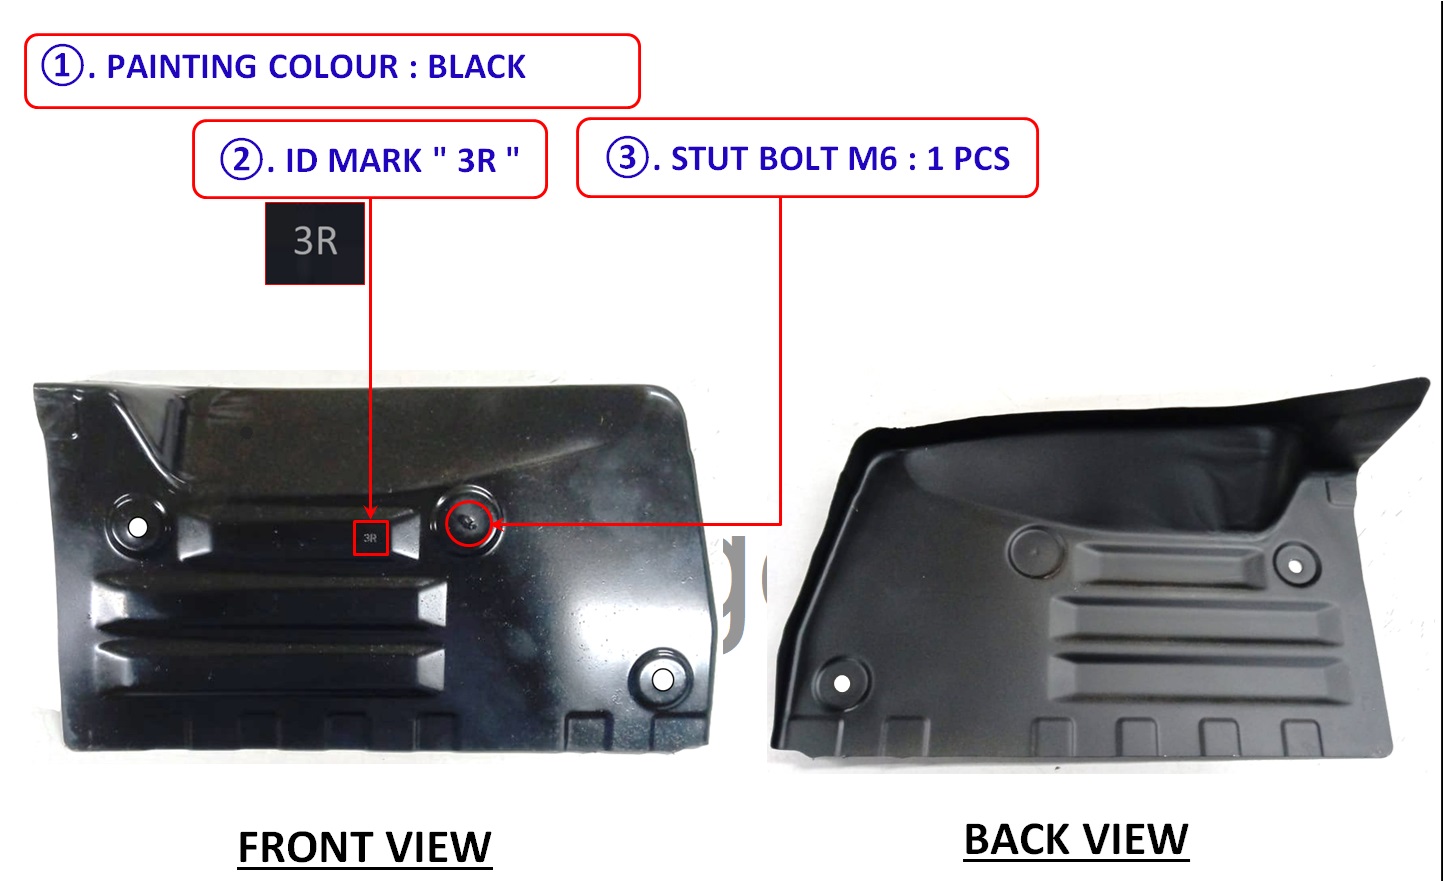 ①. PAINTING COLOUR : BLACK
②. ID MARK " 3R "
③. STUT BOLT M6 : 1 PCS
3R
3R
FRONT VIEW
BACK VIEW